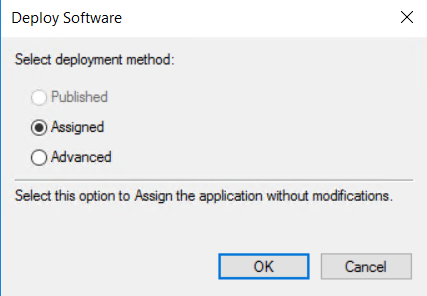 Deploy Software
Select deployment method:
Published
Assigned
Advanced
Select this option to Assign the application without modifications.
OK
Cancel